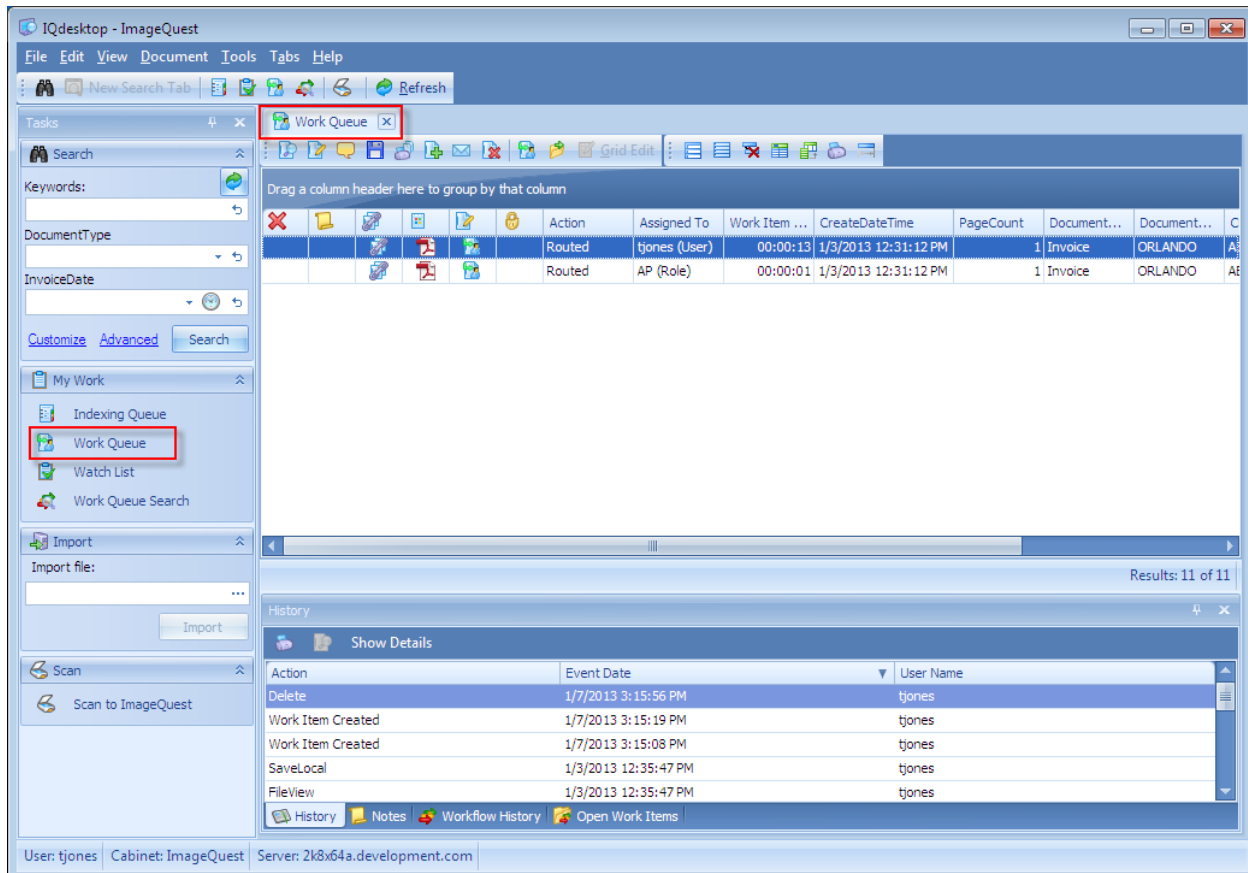 IQdesktop - ImageQuest
File Edit View Document Tools Tabs Help
New Search Tab Refresh
Tasks
Search
Keywords:
DocumentType
InvoiceDate
Customize Advanced Search
My Work
Indexing Queue
Work Queue
Watch List
Work Queue Search
Import
Import file:
...
Import
Scan
Scan to ImageQuest
Work Queue
Grid Edit
Drag a column header here to group by that column
Action Assigned To Work Item ... CreateDateTime PageCount Document... Document... C
Routed tjones (User) 00:00:13 1/3/2013 12:31:12 PM 1 Invoice ORLANDO
Routed AP (Role) 00:00:01 1/3/2013 12:31:12 PM 1 Invoice ORLANDO
Results: 11 of 11
History
Show Details
Action Event Date User Name
Delete 1/7/2013 3:15:56 PM tjones
Work Item Created 1/7/2013 3:15:19 PM tjones
Work Item Created 1/7/2013 3:15:08 PM tjones
SaveLocal 1/3/2013 12:35:47 PM tjones
FileView 1/3/2013 12:35:47 PM tjones
History Notes Workflow History Open Work Items
User: tjones Cabinet: ImageQuest Server: 2k8x64a.development.com